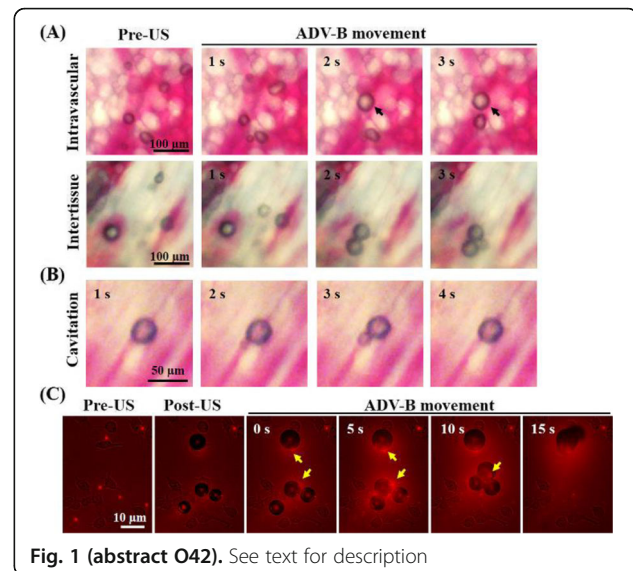 (A)
Pre-US ADV-B movement
Intravascular
1 s 2 s 3 s
100 µm
Intertissue
1 s 2 s 3 s
100 µm
(B)
Cavitation
1 s 2 s 3 s 4 s
50 µm
(C)
Pre-US Post-US ADV-B movement
0 s 5 s 10 s 15 s
10 µm
Fig. 1 (abstract O42). See text for description